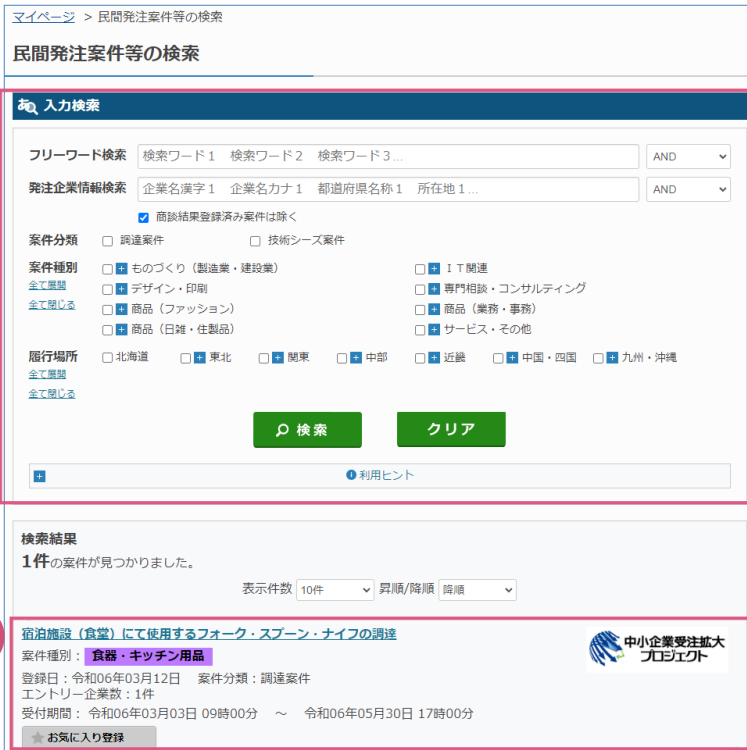 マイページ > 民間発注案件等の検索
民間発注案件等の検索
入力検索
フリーワード検索 検索ワード1 検索ワード2 検索ワード3... AND
発注企業情報検索 企業名漢字1 企業名カナ1 都道府県名称1 所在地1... AND
商談結果登録済み案件は除く
案件分類 調達案件 技術シーズ案件
案件種別 ものづくり（製造業・建設業） IT関連
全て展開 デザイン・印刷 専門相談・コンサルティング
全て閉じる 商品（ファッション） 商品（業務・事務）
商品（日雑・住製品） サービス・その他
履行場所 北海道 東北 関東 中部 近畿 中国・四国 九州・沖縄
全て展開
全て閉じる
検索 クリア
利用ヒント
検索結果
1件の案件が見つかりました。
表示件数 10件 昇順/降順 降順
宿泊施設（食堂）にて使用するフォーク・スプーン・ナイフの調達
中小企業受注拡大
プロジェクト
案件種別： 食器・キッチン用品
登録日：令和06年03月12日 案件分類：調達案件
エントリー企業数：1件
受付期間： 令和06年03月03日 09時00分 ～ 令和06年05月30日 17時00分
お気に入り登録